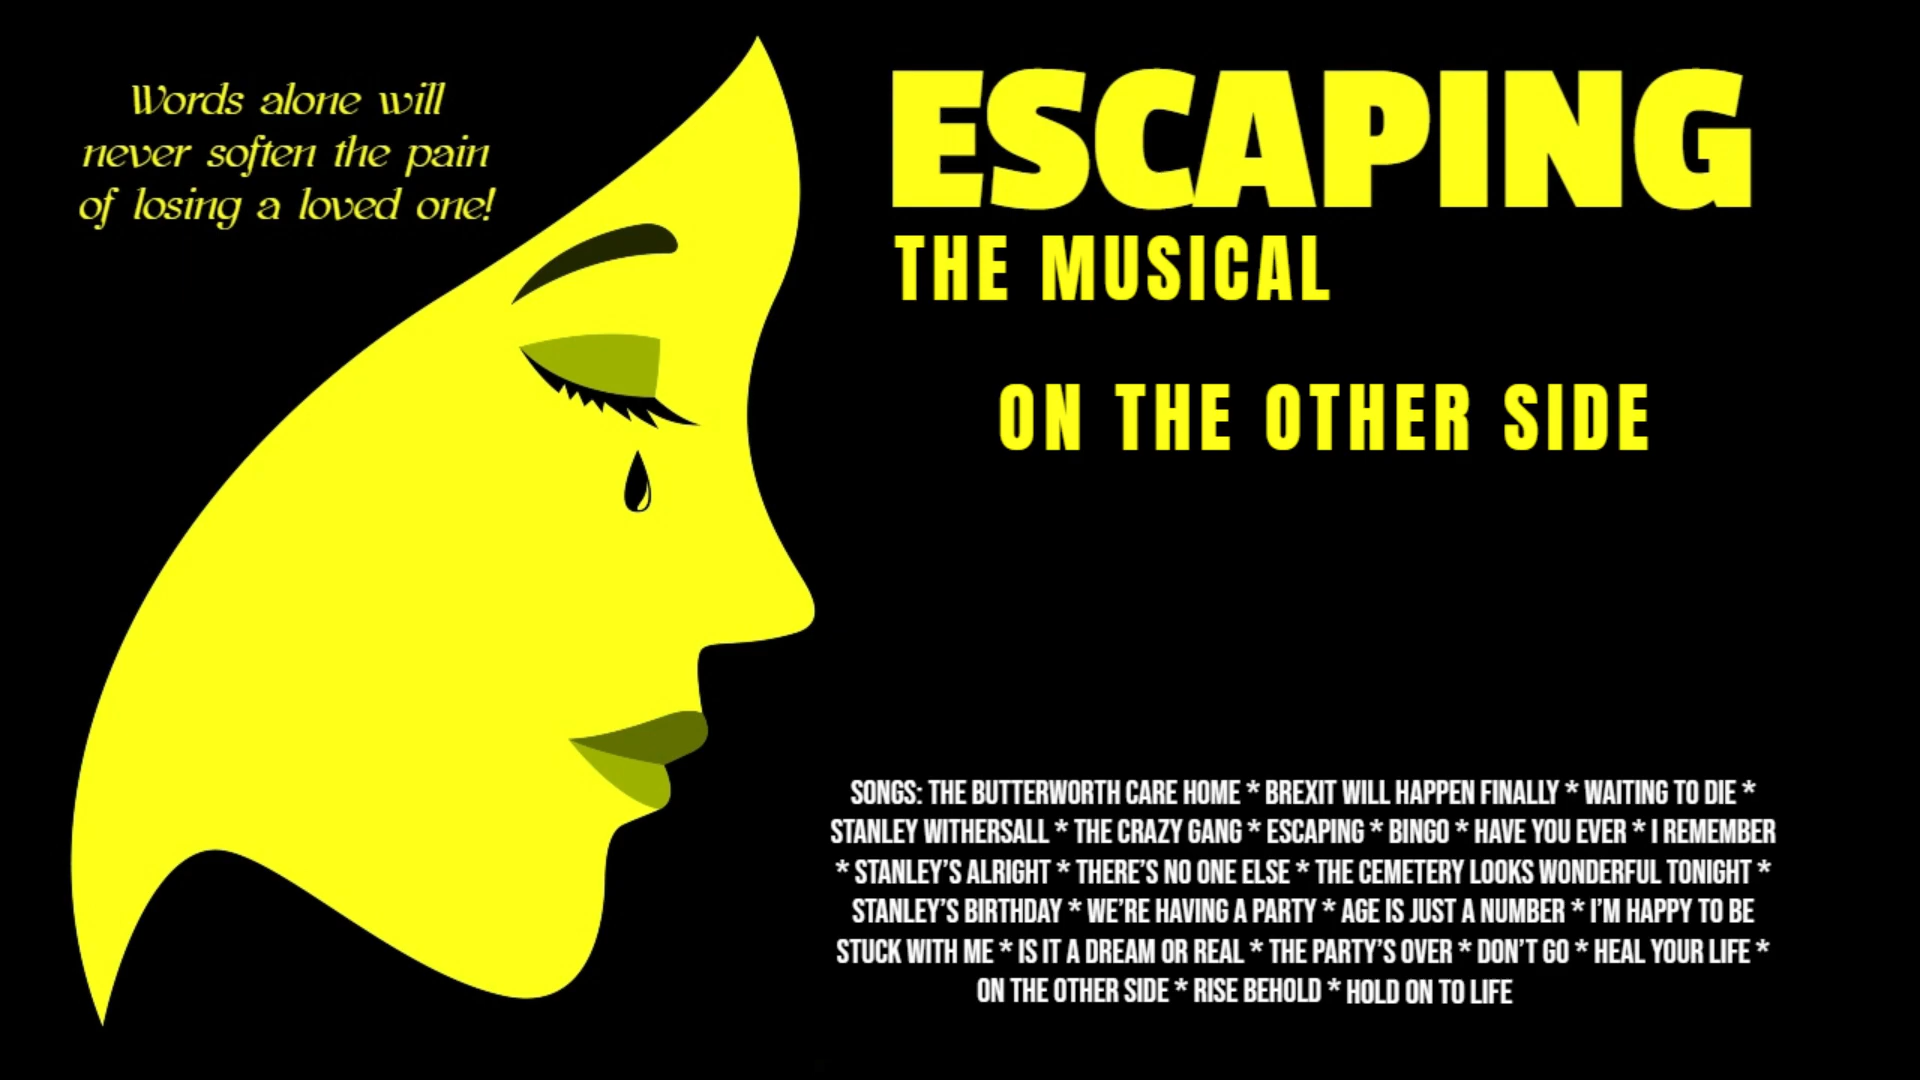 Words alone will
never soften the pain
of losing a loved one!
ESCAPING
THE MUSICAL
ON THE OTHER SIDE
SONGS: THE BUTTERWORTH CARE HOME * BREXIT WILL HAPPEN FINALLY * WAITING TO DIE *
STANLEY WITHERSALL * THE CRAZY GANG * ESCAPING * BINGO * HAVE YOU EVER * I REMEMBER
* STANLEY'S ALRIGHT * THERE'S NO ONE ELSE * THE CEMETERY LOOKS WONDERFUL TONIGHT *
STANLEY'S BIRTHDAY * WE'RE HAVING A PARTY * AGE IS JUST A NUMBER * I'M HAPPY TO BE
STUCK WITH ME * IS IT A DREAM OR REAL * THE PARTY'S OVER * DON'T GO * HEAL YOUR LIFE *
ON THE OTHER SIDE * RISE BEHOLD * HOLD ON TO LIFE